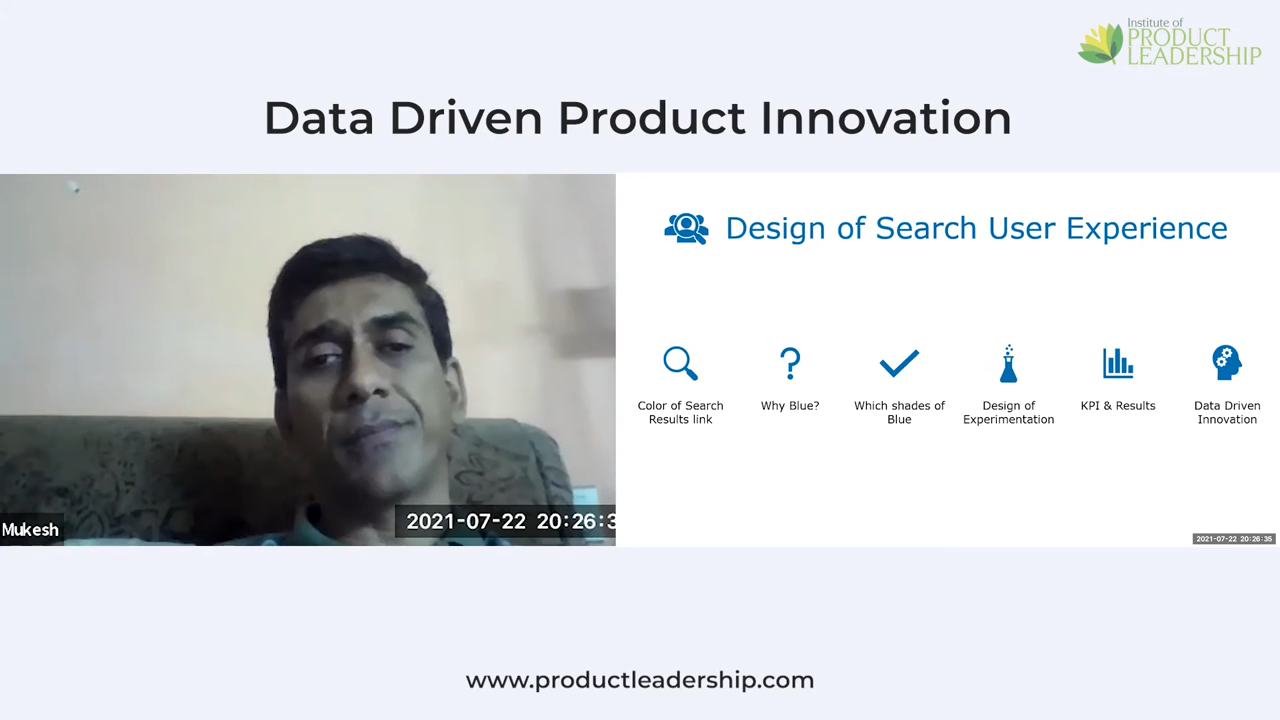 Institute of
PRODUCT
LEADERSHIP
Data Driven Product Innovation
Mukesh
2021-07-22 20:26:3
Design of Search User Experience
Color of Search
Results link
Why Blue?
Which shades of
Blue
Design of
Experimentation
KPI & Results
Data Driven
Innovation
2021-07-22 20:26:35
www.productleadership.com